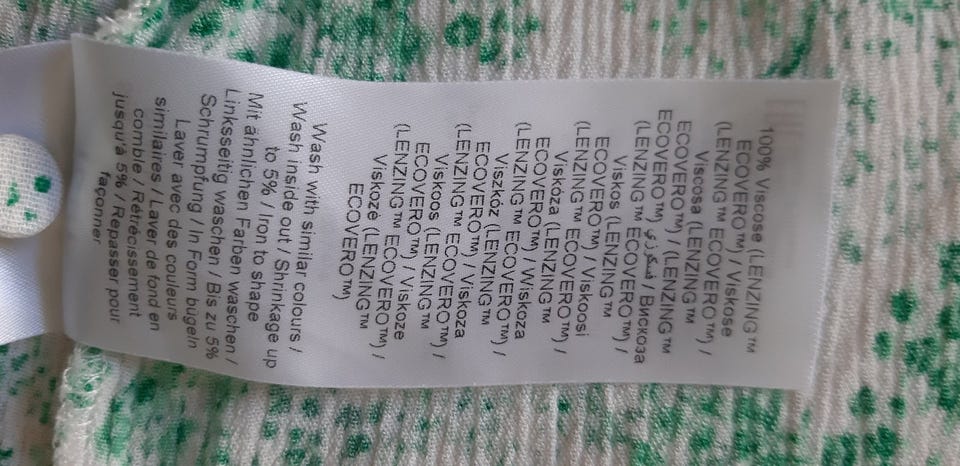 100% Viscose (LENZING™
ECOVERO™) / Viskose
(LENZING™ ECOVERO™) /
Viscosa (LENZING™
ECOVERO™) / فسكوزي (LENZING™
ECOVERO™) / Вискоза
(LENZING™ ECOVERO™) /
Viskos (LENZING™
ECOVERO™) / Viskoosi
(LENZING™ ECOVERO™) /
Viskóza (LENZING™
ECOVERO™) / Wiskoza
(LENZING™ ECOVERO™) /
Viszkóz (LENZING™
ECOVERO™) / Viskoza
(LENZING™ ECOVERO™) /
Viskoos (LENZING™
ECOVERO™) / Viskoze
(LENZING™ ECOVERO™) /
Viskozė (LENZING™
ECOVERO™)
Wash with similar colours /
Wash inside out / Shrinkage up
to 5% / Iron to shape
Mit ähnlichen Farben waschen /
Linksseitig waschen / Bis zu 5%
Schrumpfung / In Form bügeln
Laver avec des couleurs
similaires / Laver de fond en
comble / Rétrécissement
jusqu'à 5% / Repasser pour
façonner